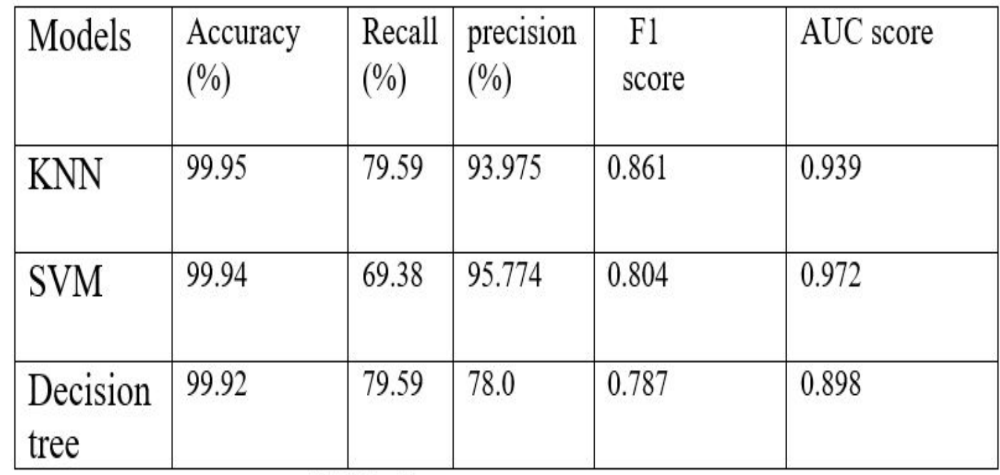 Models Accuracy (%) Recall (%) precision (%) F1 score AUC score
KNN 99.95 79.59 93.975 0.861 0.939
SVM 99.94 69.38 95.774 0.804 0.972
Decision tree 99.92 79.59 78.0 0.787 0.898